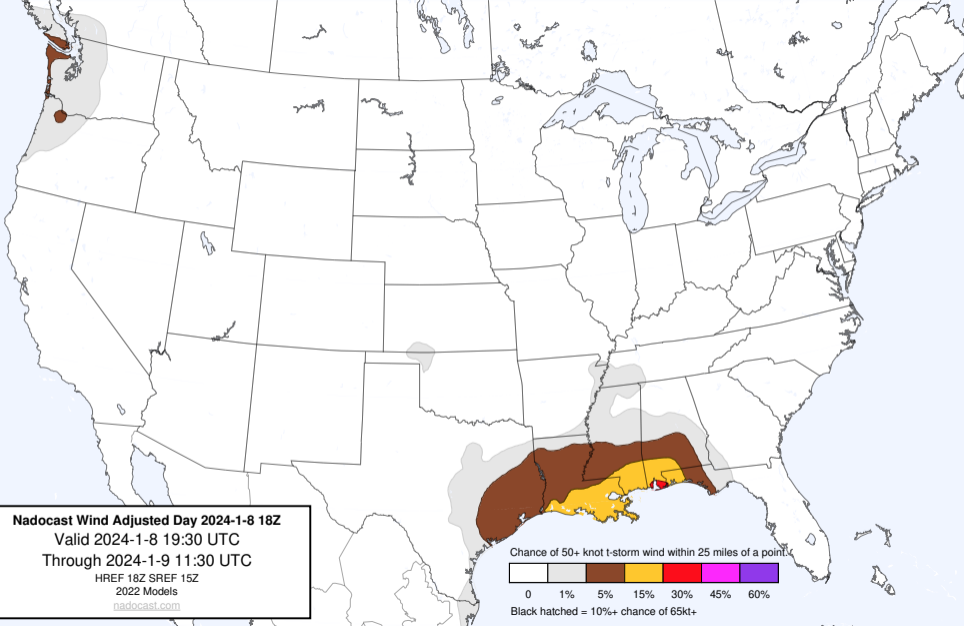 Nadocast Wind Adjusted Day 2024-1-8 18Z
Valid 2024-1-8 19:30 UTC
Through 2024-1-9 11:30 UTC
HREF 18Z SREF 15Z
2022 Models
nadocast.com
Chance of 50+ knot t-storm wind within 25 miles of a point.
0 1% 5% 15% 30% 45% 60%
Black hatched = 10%+ chance of 65kt+